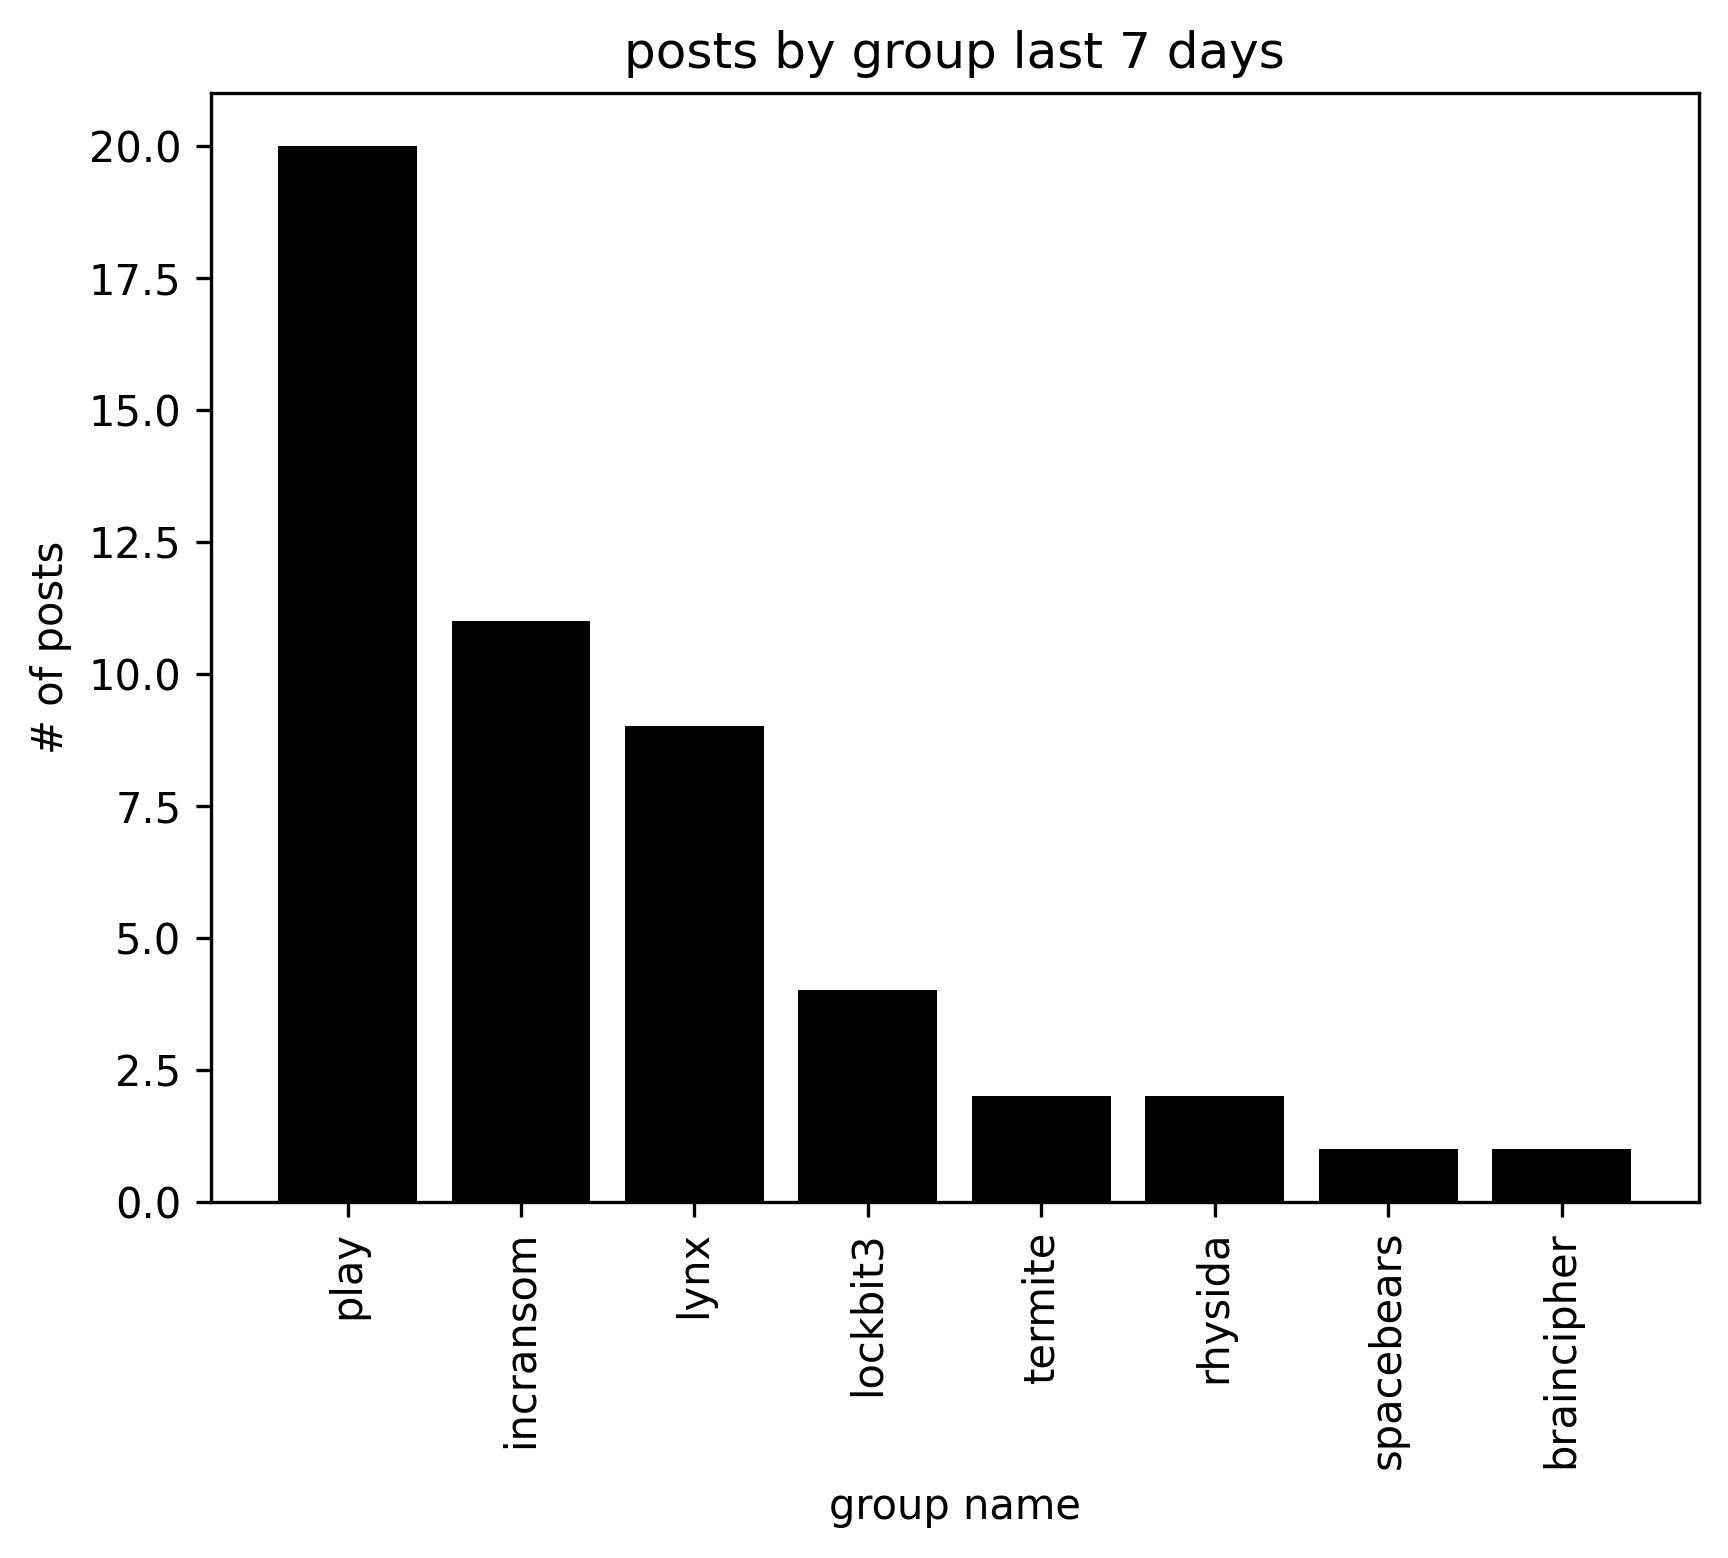 posts by group last 7 days
# of posts
20.0
17.5
15.0
12.5
10.0
7.5
5.0
2.5
0.0
play
incransom
lynx
lockbit3
termite
rhysida
spacebears
braincipher
group name